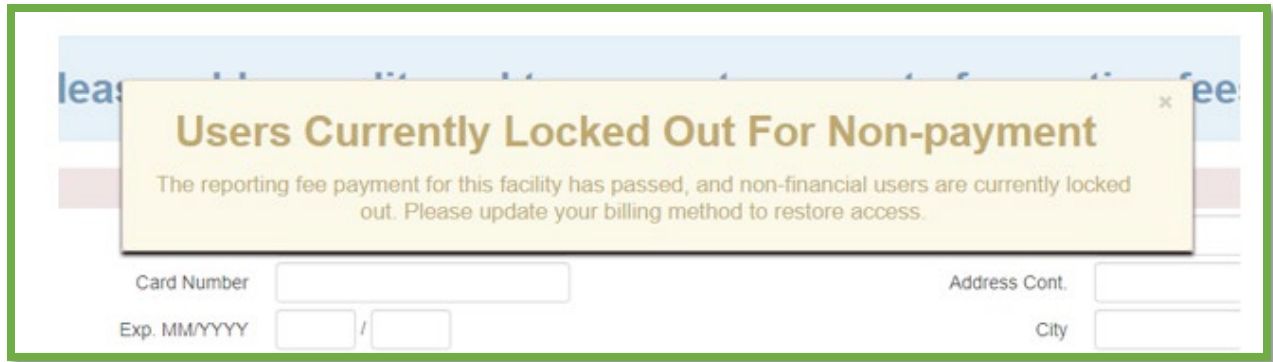 Users Currently Locked Out For Non-payment
×
The reporting fee payment for this facility has passed, and non-financial users are currently locked
out. Please update your billing method to restore access.
Card Number
Address Cont.
Exp. MM/YYYY
/
City